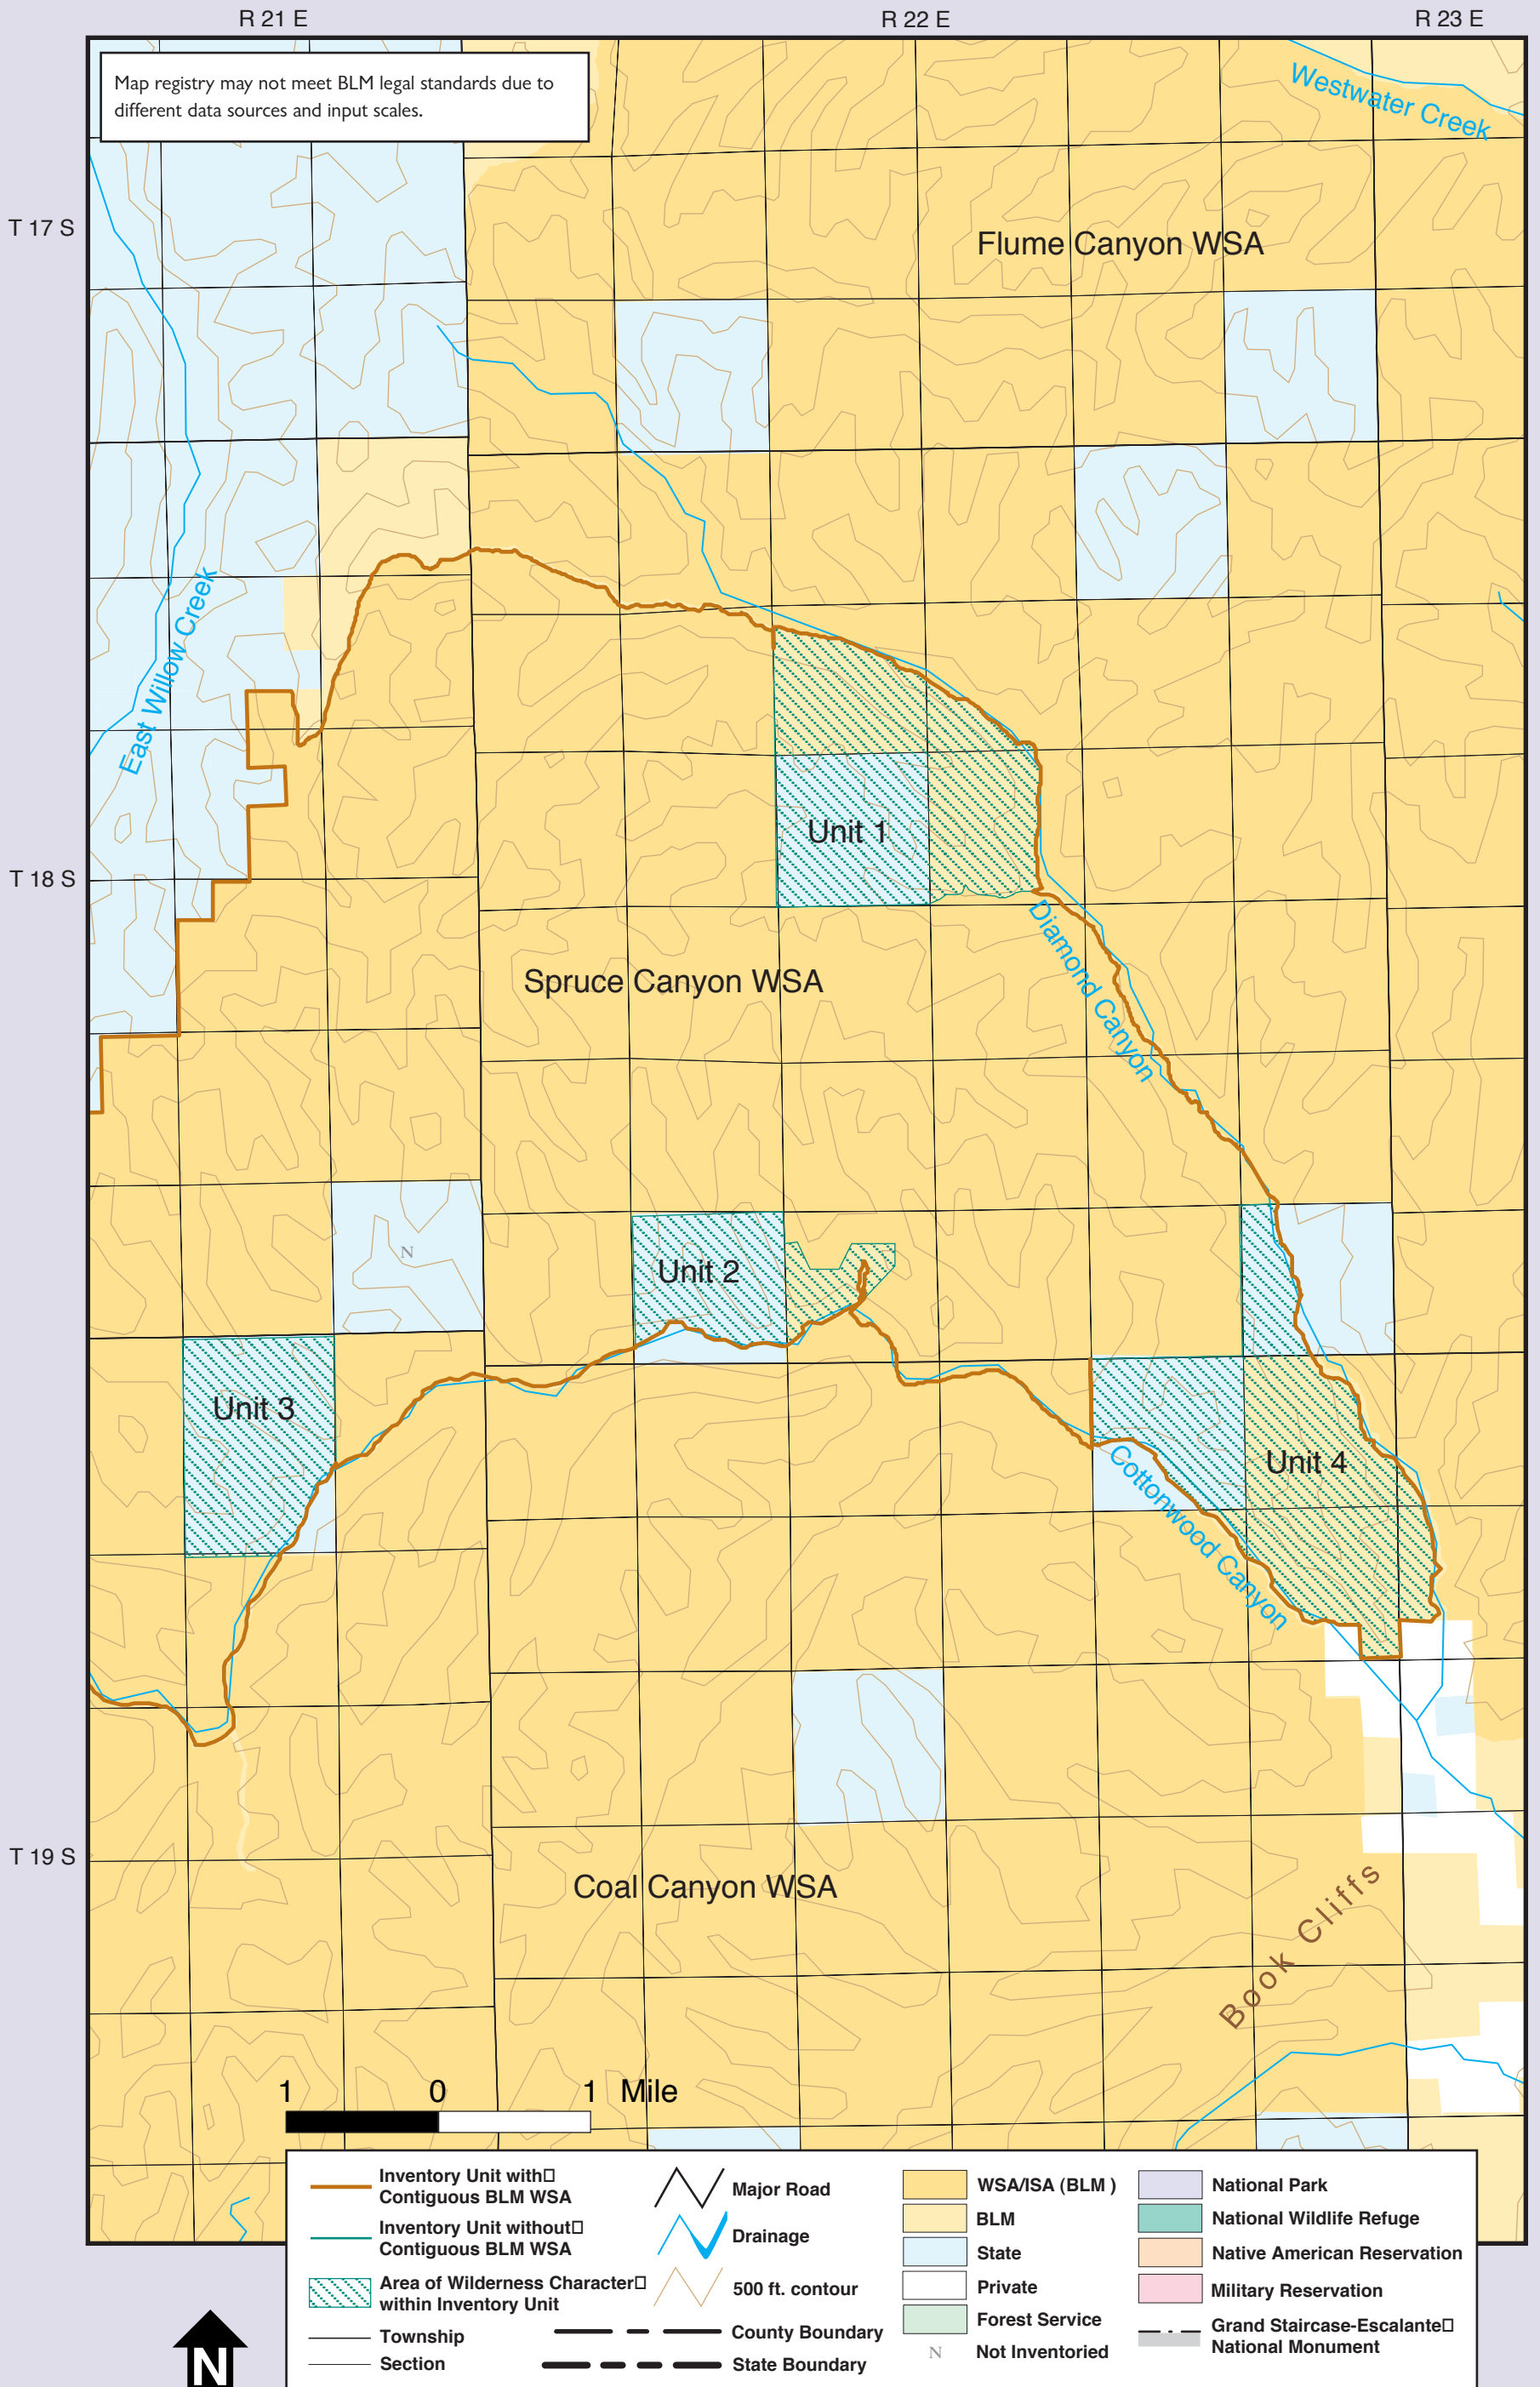 R 21 E
R 22 E
R 23 E
Map registry may not meet BLM legal standards due to
different data sources and input scales.
Westwater Creek
T 17 S
Flume Canyon WSA
East Willow Creek
Unit 1
T 18 S
Diamond Canyon
Spruce Canyon WSA
N
Unit 2
Unit 3
Unit 4
Cottonwood Canyon
T 19 S
Coal Canyon WSA
Book Cliffs
1 0 1 Mile
Inventory Unit with□
Contiguous BLM WSA
Inventory Unit without□
Contiguous BLM WSA
Area of Wilderness Character□
within Inventory Unit
Township
Section
Major Road
Drainage
500 ft. contour
County Boundary
State Boundary
WSA/ISA (BLM )
BLM
State
Private
Forest Service
N Not Inventoried
National Park
National Wildlife Refuge
Native American Reservation
Military Reservation
Grand Staircase-Escalante□
National Monument
N